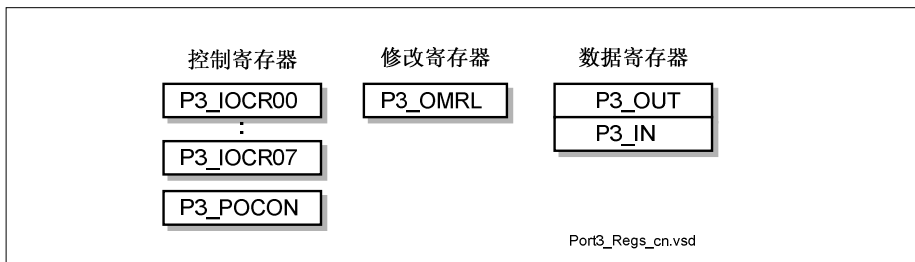 控制寄存器
P3_IOCR00
:
P3_IOCR07
P3_POCON
修改寄存器
P3_OMRL
数据寄存器
P3_OUT
P3_IN
Port3_Regs_cn.vsd